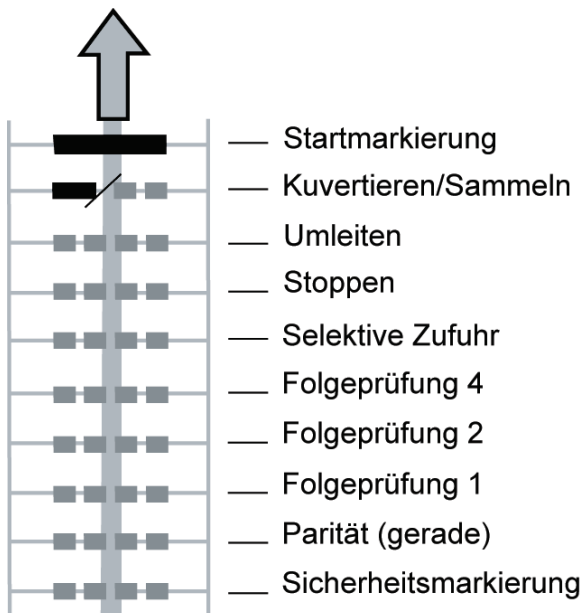 Startmarkierung
Kuvertieren/Sammeln
Umleiten
Stoppen
Selektive Zufuhr
Folgeprüfung 4
Folgeprüfung 2
Folgeprüfung 1
Parität (gerade)
Sicherheitsmarkierung